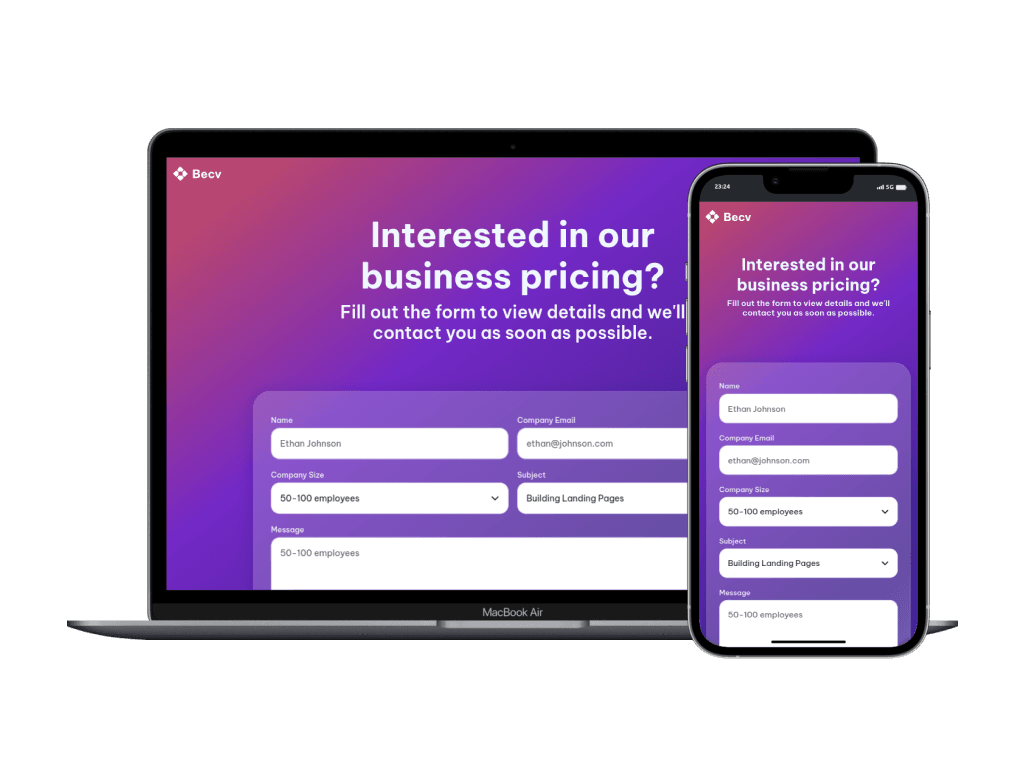 Becv
Interested in our
business pricing?
Fill out the form to view details and we'll
contact you as soon as possible.
Name
Company Email
Ethan Johnson
ethan@johnson.com
Company Size
Subject
50-100 employees
Building Landing Pages
Message
50-100 employees
MacBook Air
23:24
5G
Becv
Interested in our
business pricing?
Fill out the form to view details and we'll
contact you as soon as possible.
Name
Ethan Johnson
Company Email
ethan@johnson.com
Company Size
50-100 employees
Subject
Building Landing Pages
Message
50-100 employees